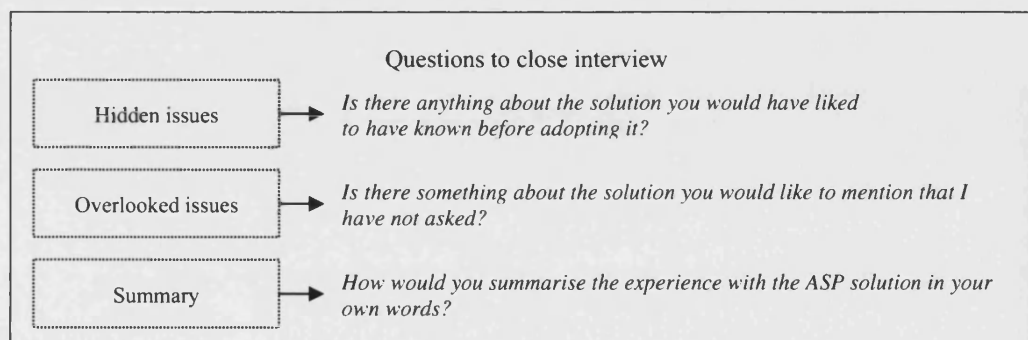 Questions to close interview
Hidden issues
Is there anything about the solution you would have liked
to have known before adopting it?
Overlooked issues
Is there something about the solution you would like to mention that I
have not asked?
Summary
How would you summarise the experience with the ASP solution in your
own words?